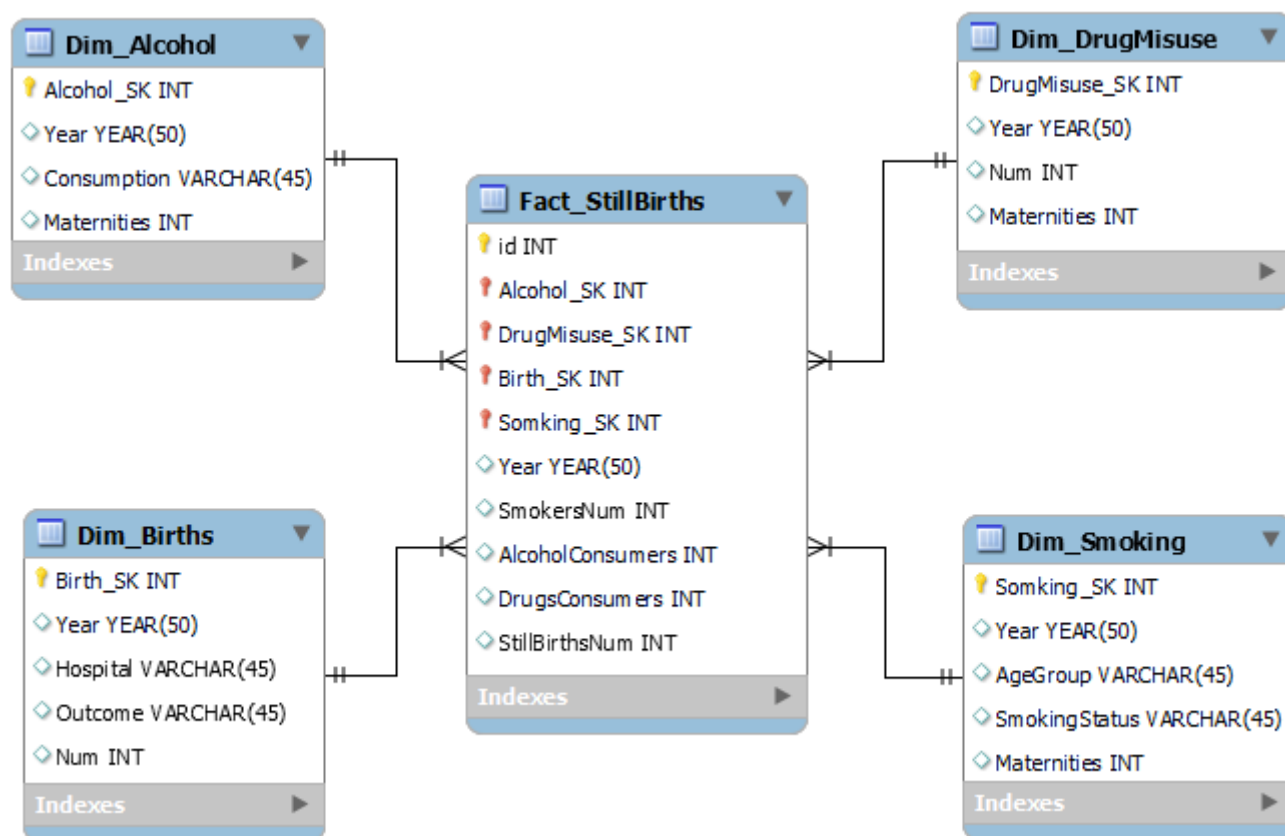 Dim_Alcohol
Alcohol_SK INT
Year YEAR(50)
Consumption VARCHAR(45)
Maternities INT
Indexes
Dim_DrugMisuse
DrugMisuse_SK INT
Year YEAR(50)
Num INT
Maternities INT
Indexes
Fact_StillBirths
id INT
Alcohol_SK INT
DrugMisuse_SK INT
Birth_SK INT
Somking_SK INT
Year YEAR(50)
SmokersNum INT
AlcoholConsumers INT
DrugsConsumers INT
StillBirthsNum INT
Indexes
Dim_Births
Birth_SK INT
Year YEAR(50)
Hospital VARCHAR(45)
Outcome VARCHAR(45)
Num INT
Indexes
Dim_Smoking
Somking_SK INT
Year YEAR(50)
AgeGroup VARCHAR(45)
SmokingStatus VARCHAR(45)
Maternities INT
Indexes